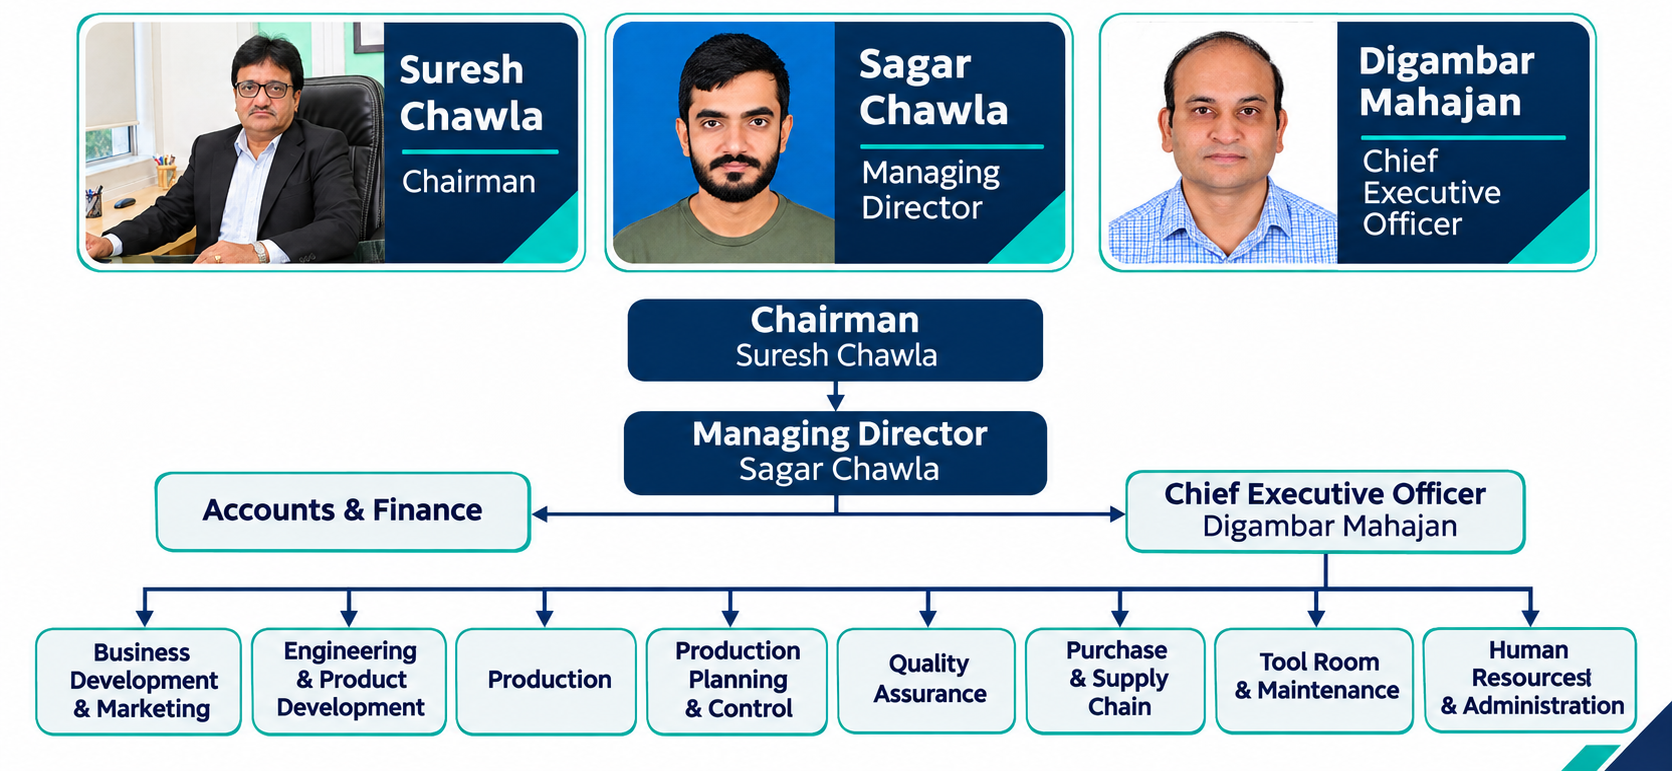 Suresh
Chawla
Chairman
Sagar
Chawla
Managing
Director
Digambar
Mahajan
Chief
Executive
Officer
Chairman
Suresh Chawla
Managing Director
Sagar Chawla
Accounts & Finance
Chief Executive Officer
Digambar Mahajan
Business
Development
& Marketing
Engineering
& Product
Development
Production
Production
Planning
& Control
Quality
Assurance
Purchase
& Supply
Chain
Tool Room
& Maintenance
Human
Resources
& Administration